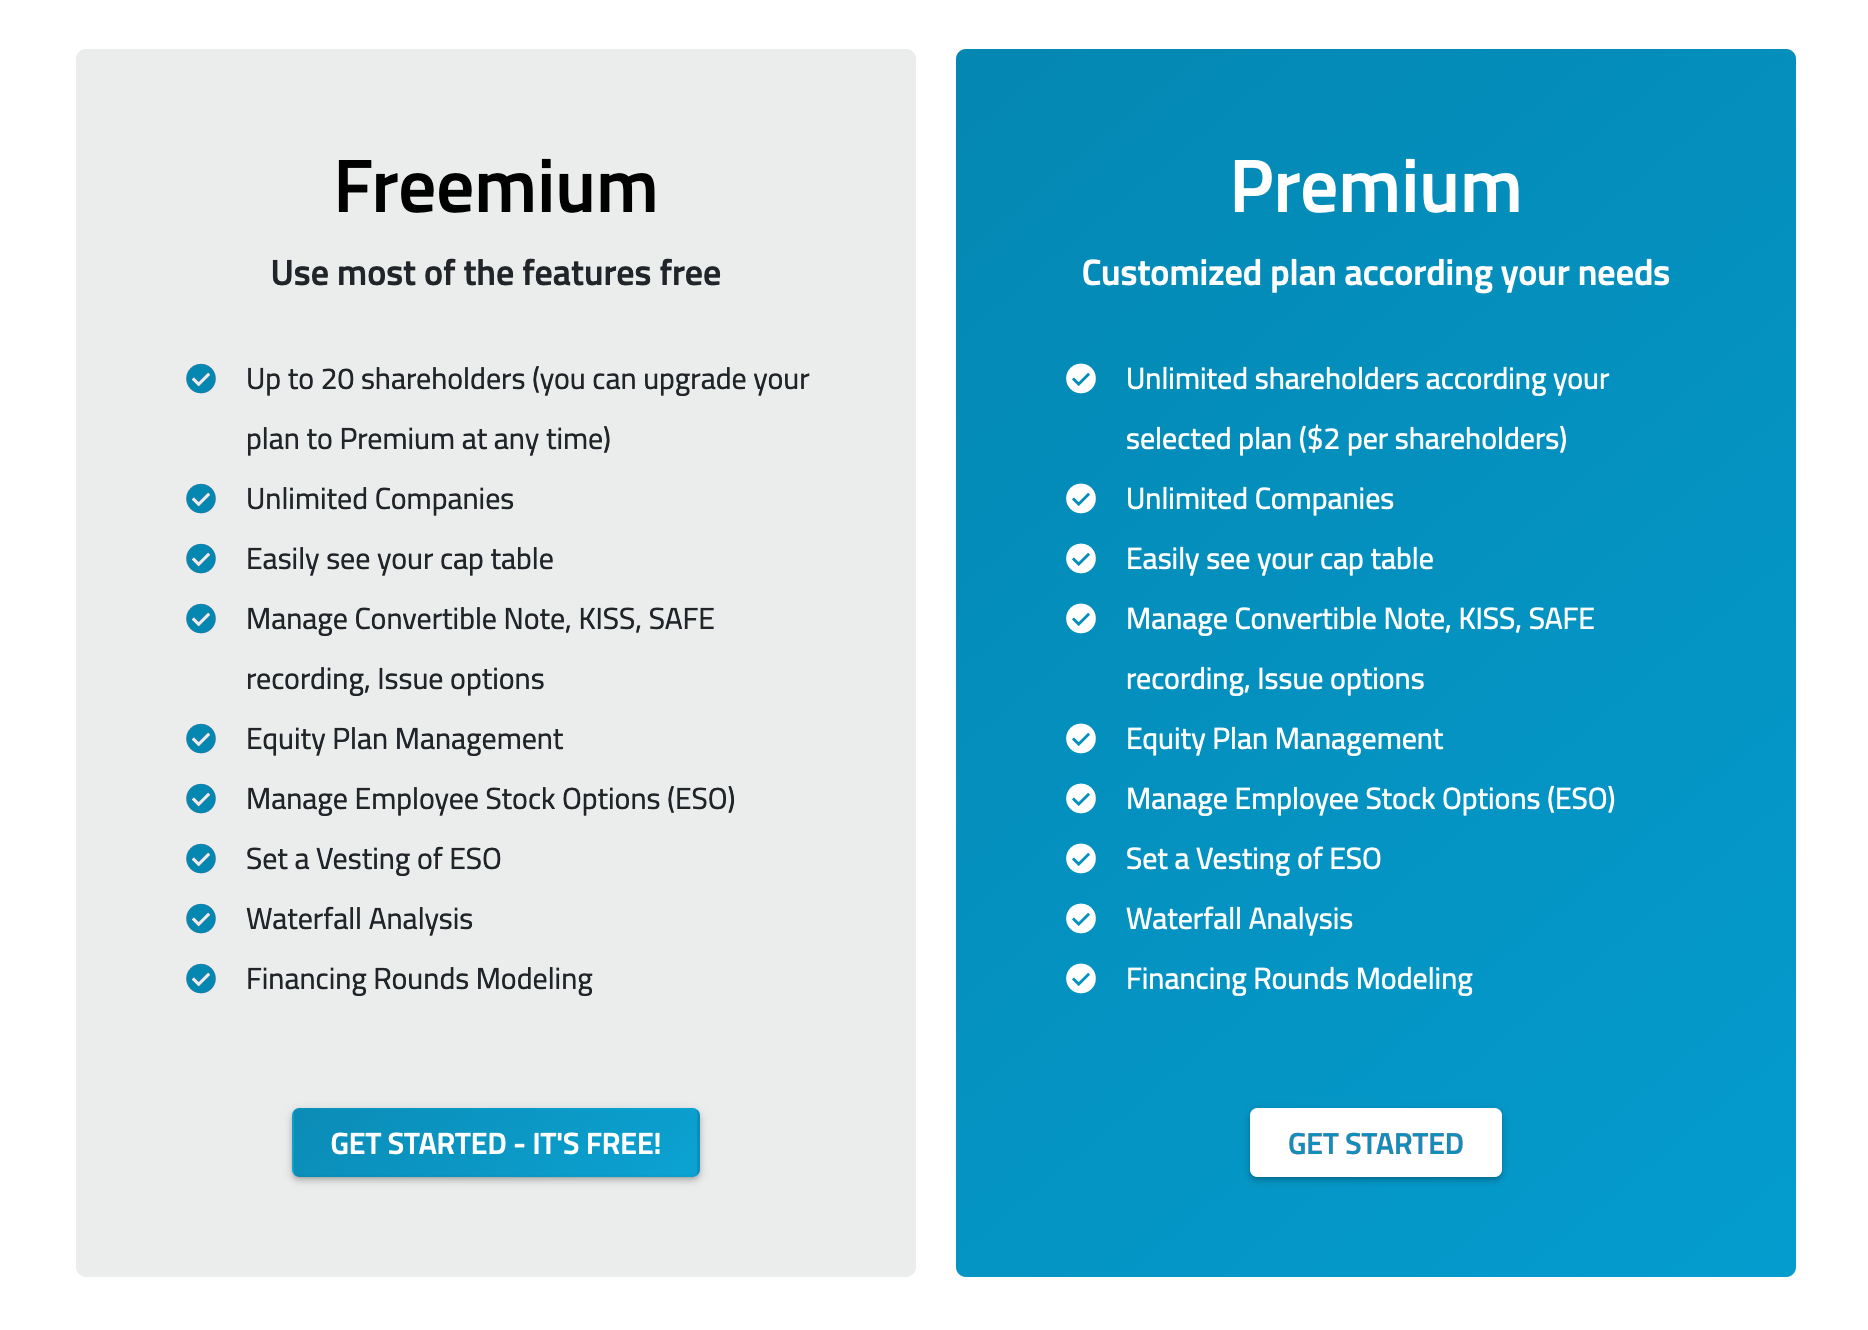 Freemium
Use most of the features free
Up to 20 shareholders (you can upgrade your
plan to Premium at any time)
Unlimited Companies
Easily see your cap table
Manage Convertible Note, KISS, SAFE
recording, Issue options
Equity Plan Management
Manage Employee Stock Options (ESO)
Set a Vesting of ESO
Waterfall Analysis
Financing Rounds Modeling
GET STARTED - IT'S FREE!
Premium
Customized plan according your needs
Unlimited shareholders according your
selected plan ($2 per shareholders)
Unlimited Companies
Easily see your cap table
Manage Convertible Note, KISS, SAFE
recording, Issue options
Equity Plan Management
Manage Employee Stock Options (ESO)
Set a Vesting of ESO
Waterfall Analysis
Financing Rounds Modeling
GET STARTED